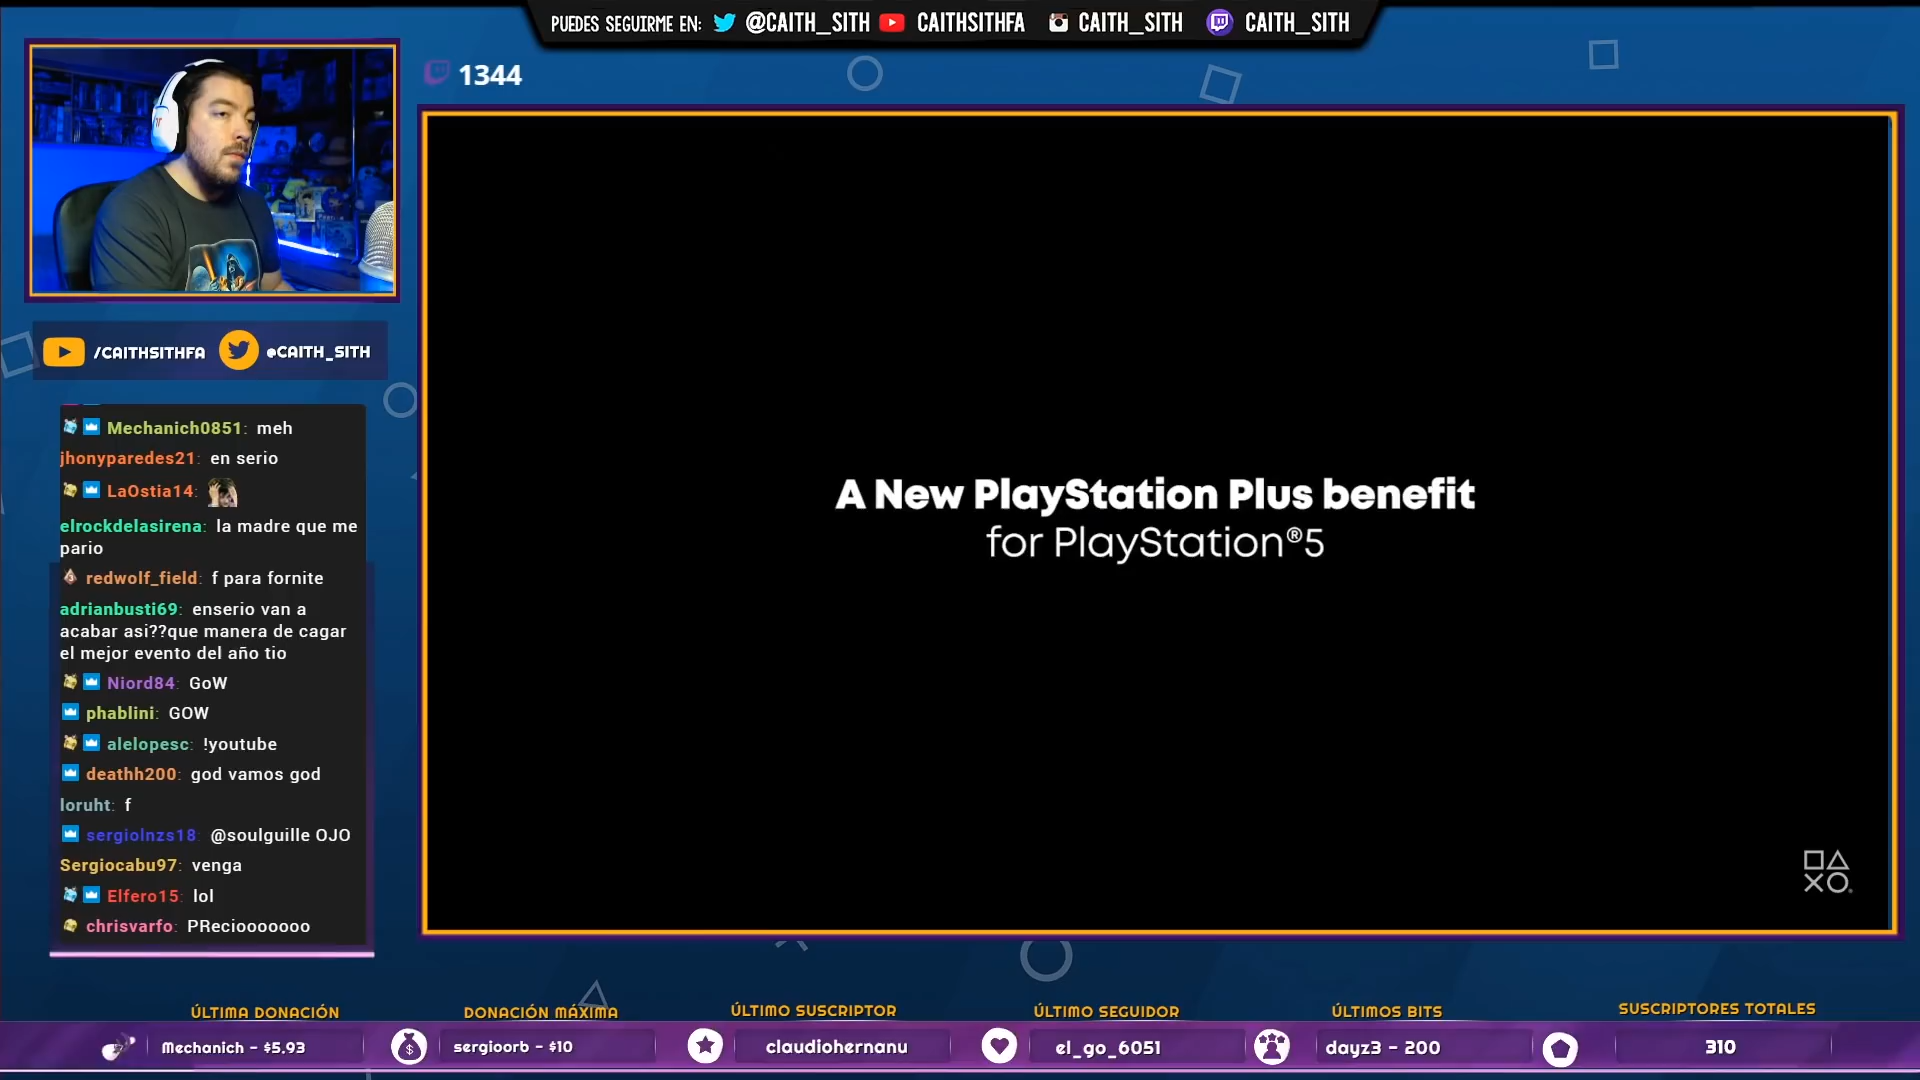 PUEDES SEGUIRME EN: @CAITH_SITH CAITHSITHFA CAITH_SITH CAITH_SITH
1344
/CAITHSITHFA @CAITH_SITH
Mechanich0851: meh
jhonyparedes21: en serio
LaOstia14:
elrockdelasirena: la madre que me
pario
redwolf_field: f para fornite
adrianbusti69: enserio van a
acabar asi??que manera de cagar
el mejor evento del año tio
Niord84: GoW
phablini: GOW
alelopesc: !youtube
deathh200: god vamos god
loruht: f
sergiolnzs18: @soulguille OJO
Sergiocabu97: venga
Elfero15: lol
chrisvarfo: PReciooooooo
A New PlayStation Plus benefit
for PlayStation®5
ÚLTIMA DONACIÓN
Mechanich - $5.93
DONACIÓN MÁXIMA
sergioorb - $10
ÚLTIMO SUSCRIPTOR
claudiohernanu
ÚLTIMO SEGUIDOR
el_go_6051
ÚLTIMOS BITS
dayz3 - 200
SUSCRIPTORES TOTALES
310